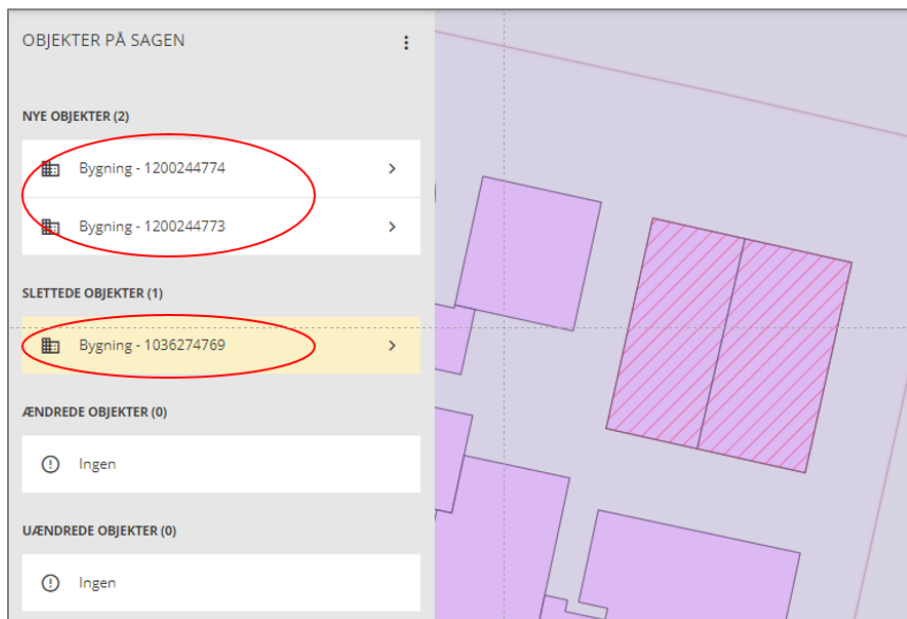 OBJEKTER PÅ SAGEN
NYE OBJEKTER (2)
Bygning - 1200244774
Bygning - 1200244773
SLETTEDE OBJEKTER (1)
Bygning - 1036274769
ÆNDREDE OBJEKTER (0)
Ingen
UÆNDREDE OBJEKTER (0)
Ingen